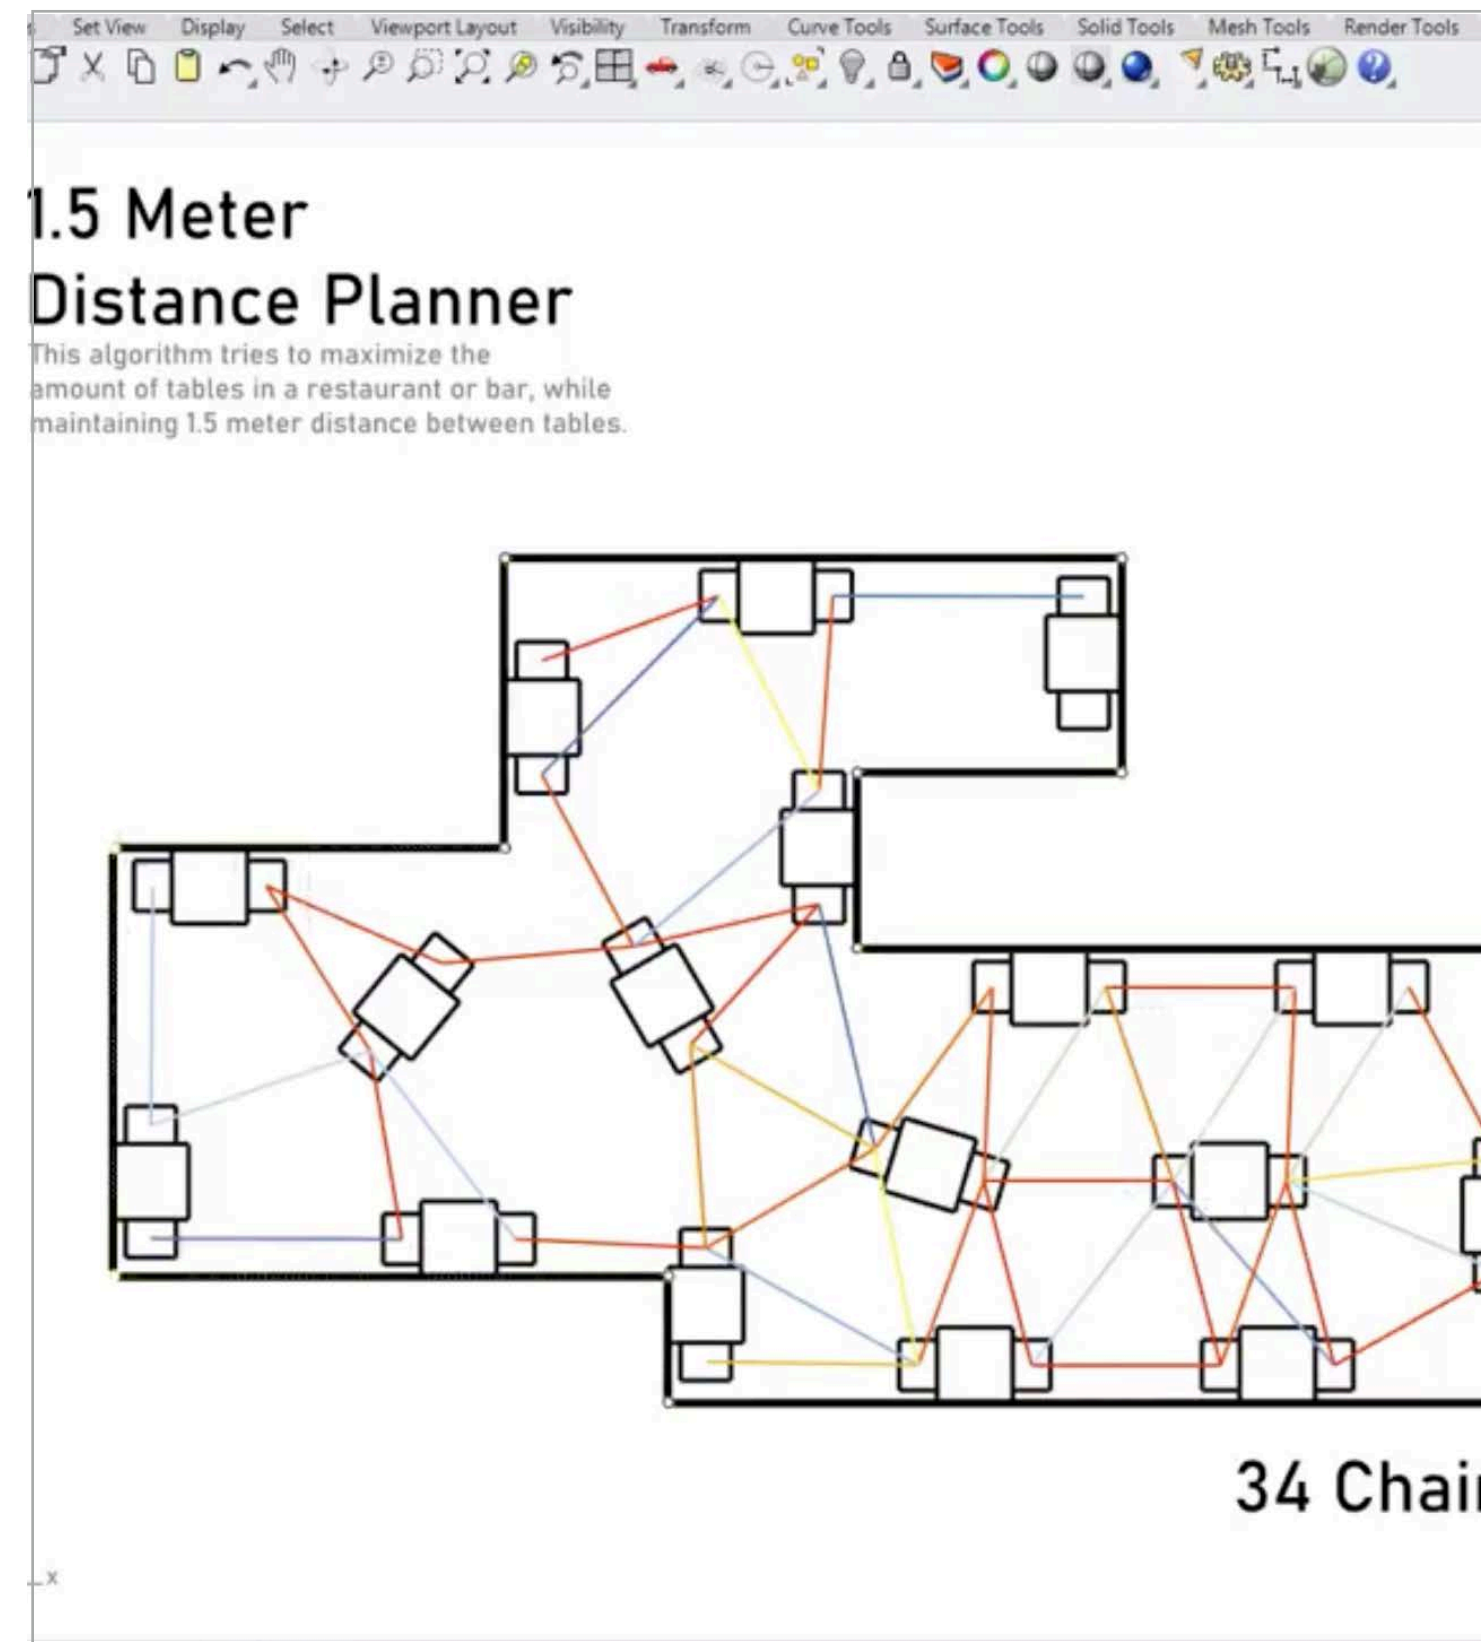 Set View Display Select Viewport Layout Visibility Transform Curve Tools Surface Tools Solid Tools Mesh Tools Render Tools
1.5 Meter
Distance Planner
This algorithm tries to maximize the
amount of tables in a restaurant or bar, while
maintaining 1.5 meter distance between tables.
34 Chair
x